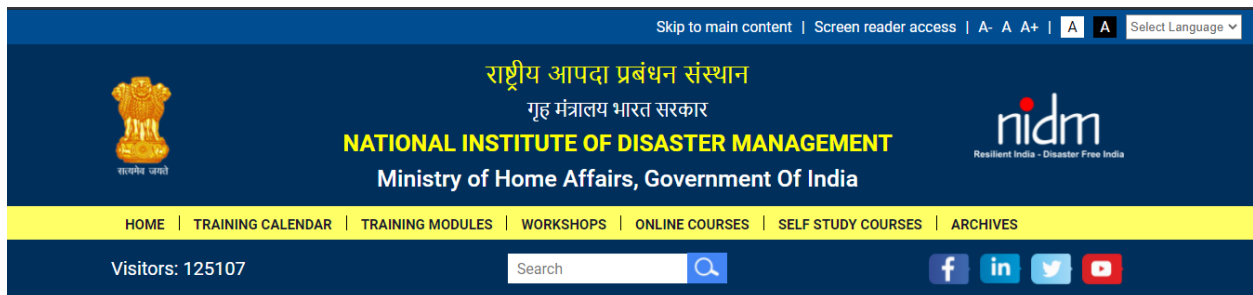 Skip to main content | Screen reader access | A- A A+ | A A Select Language
राष्ट्रीय आपदा प्रबंधन संस्थान
गृह मंत्रालय भारत सरकार
NATIONAL INSTITUTE OF DISASTER MANAGEMENT
Ministry of Home Affairs, Government Of India
सत्यमेव जयते
nidm
Resilient India - Disaster Free India
HOME | TRAINING CALENDAR | TRAINING MODULES | WORKSHOPS | ONLINE COURSES | SELF STUDY COURSES | ARCHIVES
Visitors: 125107 Search f in